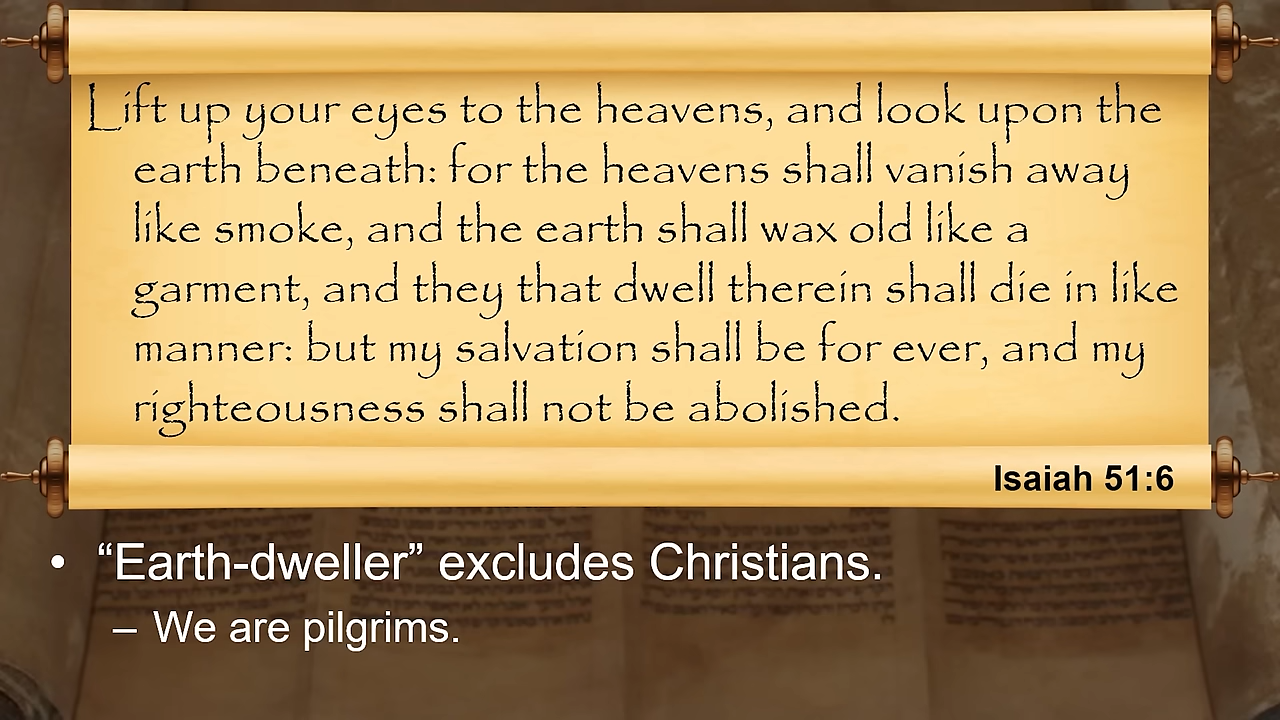 Lift up your eyes to the heavens, and look upon the
earth beneath: for the heavens shall vanish away
like smoke, and the earth shall wax old like a
garment, and they that dwell therein shall die in like
manner: but my salvation shall be for ever, and my
righteousness shall not be abolished.
Isaiah 51:6
• “Earth-dweller” excludes Christians.
– We are pilgrims.